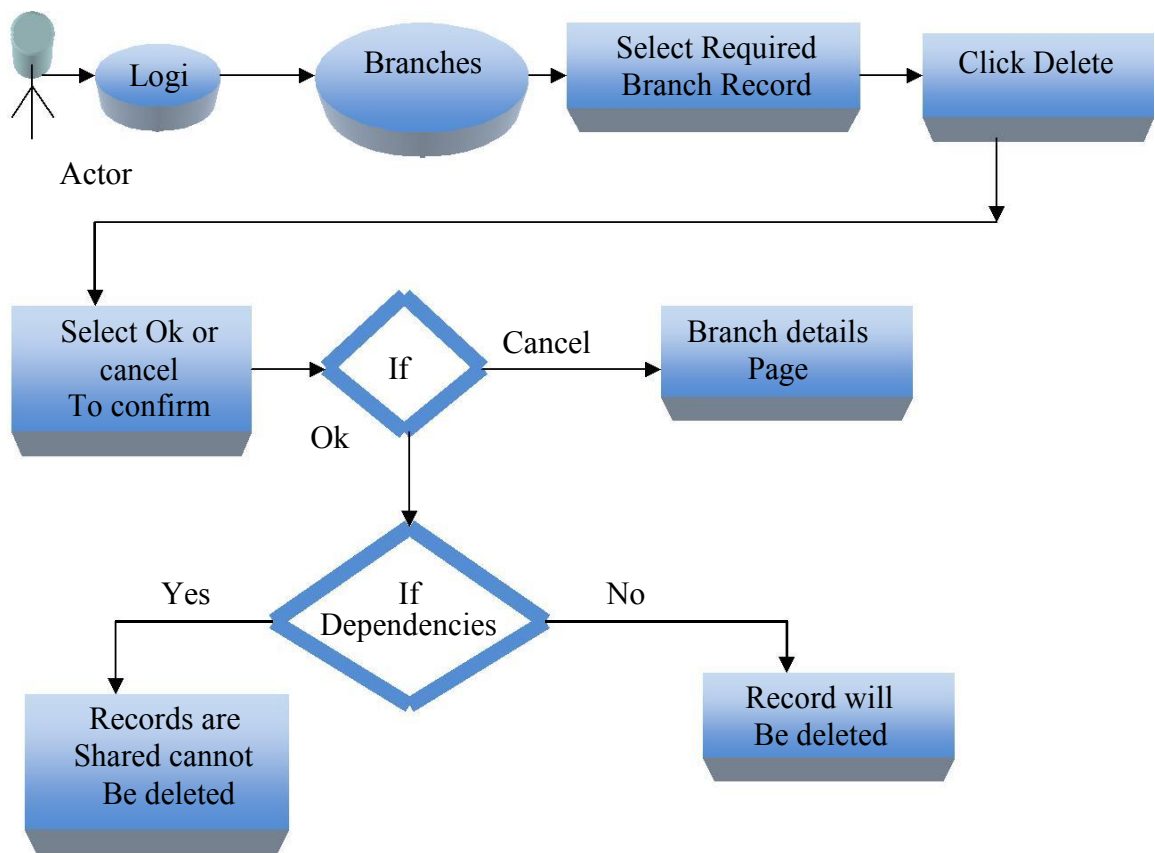 Logi
Branches
Select Required
Branch Record
Click Delete
Actor
Select Ok or
cancel
To confirm
If
Cancel
Branch details
Page
Ok
If
Dependencies
Yes
No
Records are
Shared cannot
Be deleted
Record will
Be deleted